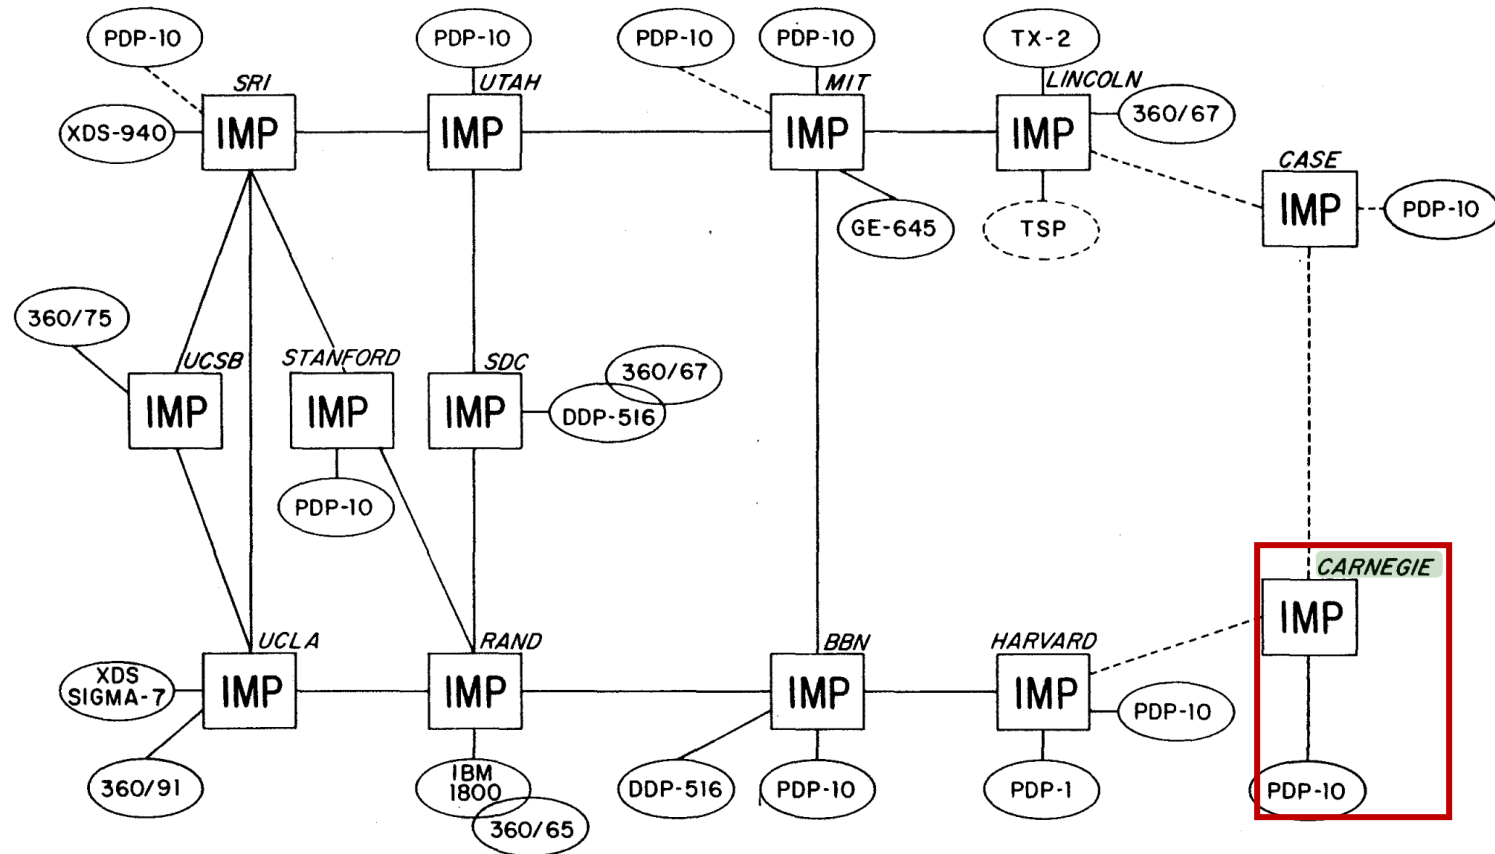 PDP-10
PDP-10
PDP-10
PDP-10
TX-2
SRI
UTAH
MIT
LINCOLN
XDS-940
IMP
IMP
IMP
IMP
360/67
CASE
IMP
PDP-10
GE-645
TSP
360/75
UCSB
STANFORD
SDC
360/67
IMP
IMP
IMP
DDP-516
PDP-10
CARNEGIE
IMP
UCLA
RAND
BBN
HARVARD
XDS
SIGMA-7
IMP
IMP
IMP
IMP
PDP-10
360/91
IBM
1800
360/65
DDP-516
PDP-10
PDP-1
PDP-10